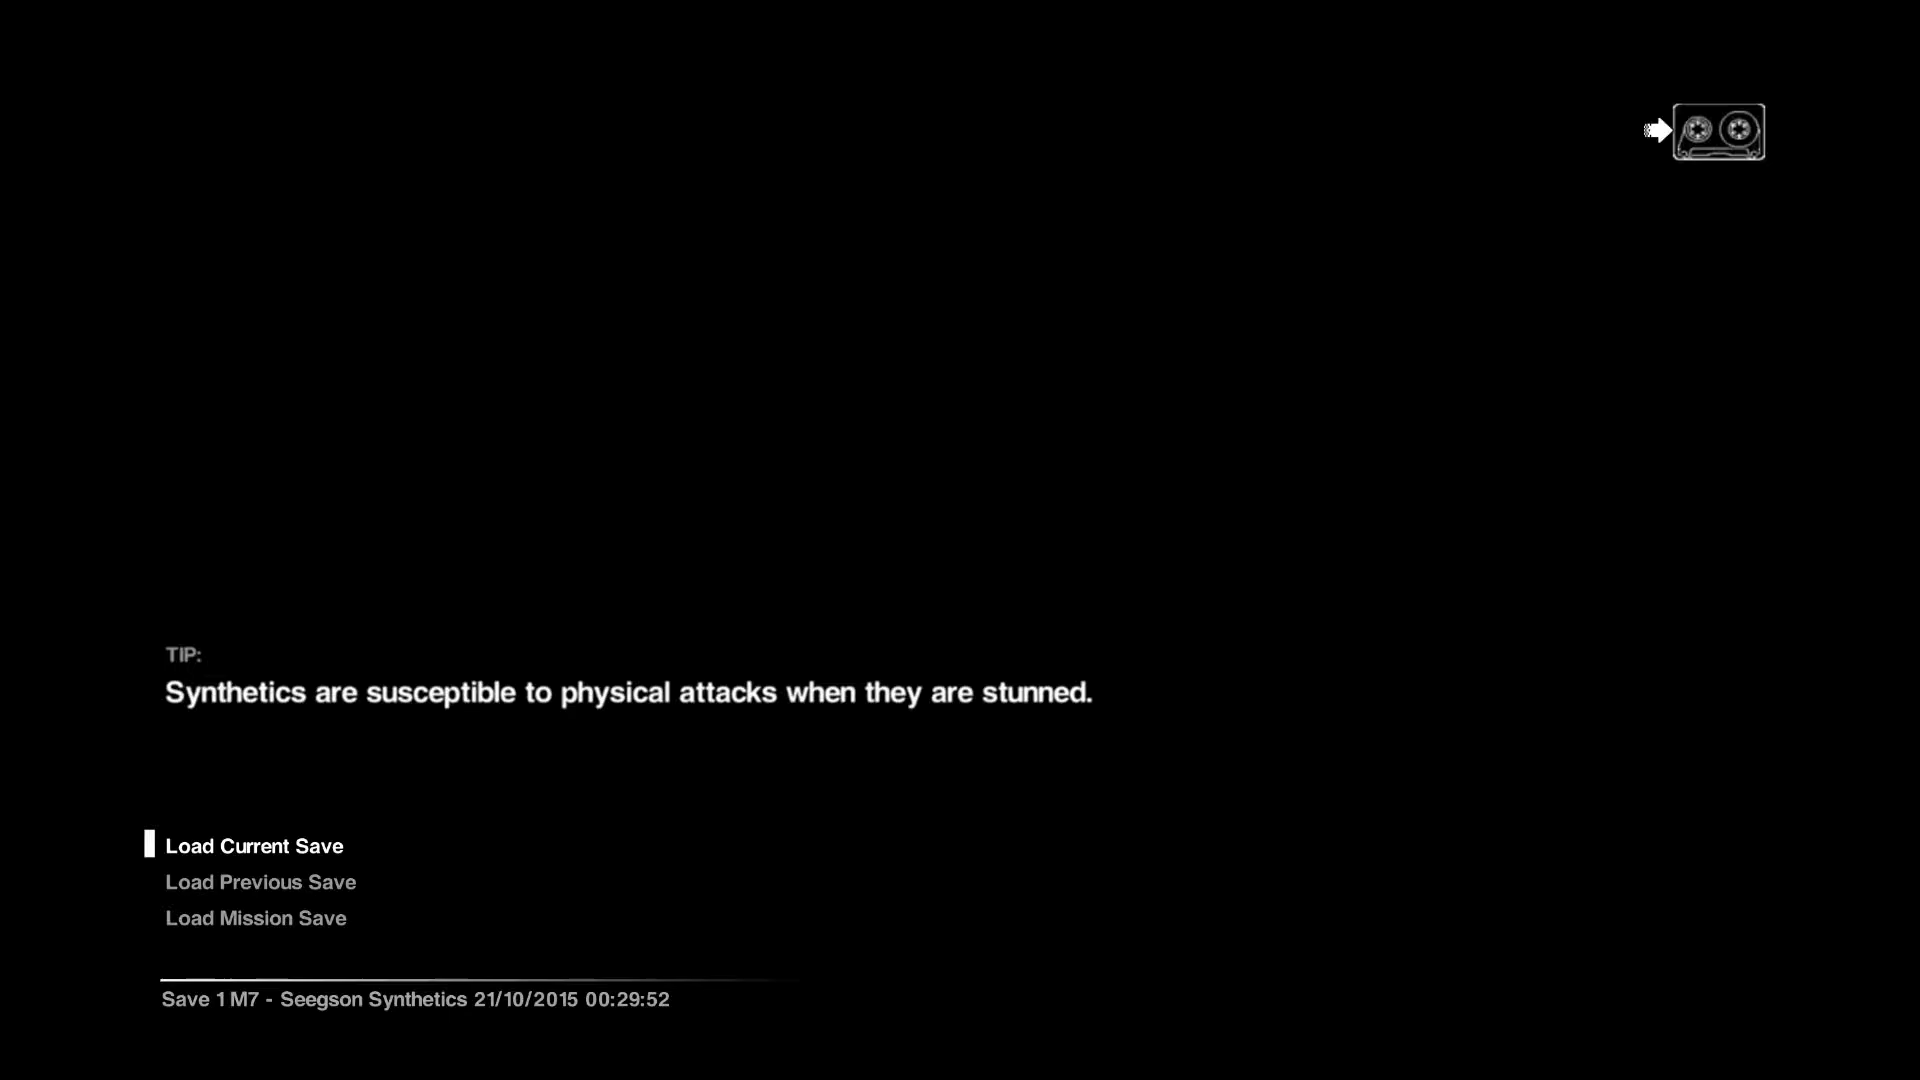 TIP:
Synthetics are susceptible to physical attacks when they are stunned.
Load Current Save
Load Previous Save
Load Mission Save
Save 1 M7 - Seegson Synthetics 21/10/2015 00:29:52